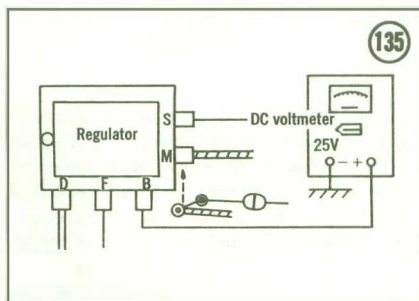 135
S
DC voltmeter
Regulator
25V
M
- +
D F B